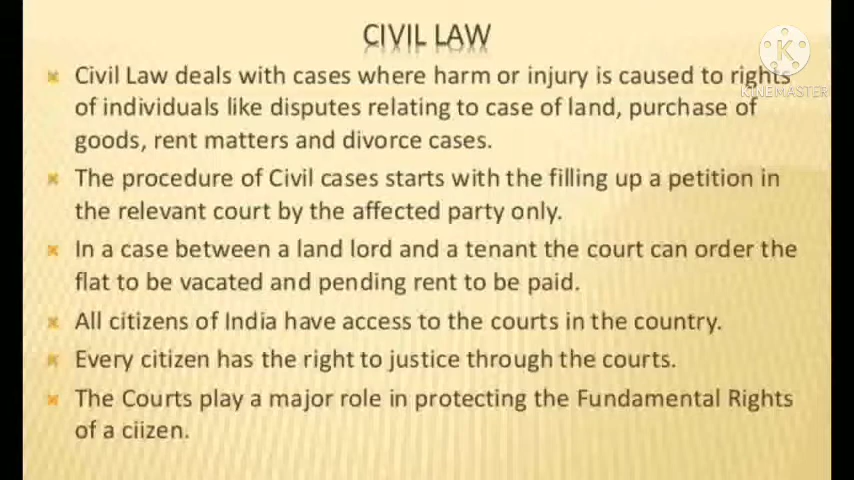 CIVIL LAW
Civil Law deals with cases where harm or injury is caused to rights
of individuals like disputes relating to case of land, purchase of
goods, rent matters and divorce cases.
The procedure of Civil cases starts with the filling up a petition in
the relevant court by the affected party only.
In a case between a land lord and a tenant the court can order the
flat to be vacated and pending rent to be paid.
All citizens of India have access to the courts in the country.
Every citizen has the right to justice through the courts.
The Courts play a major role in protecting the Fundamental Rights
of a ciizen.
K
KINEMASTER